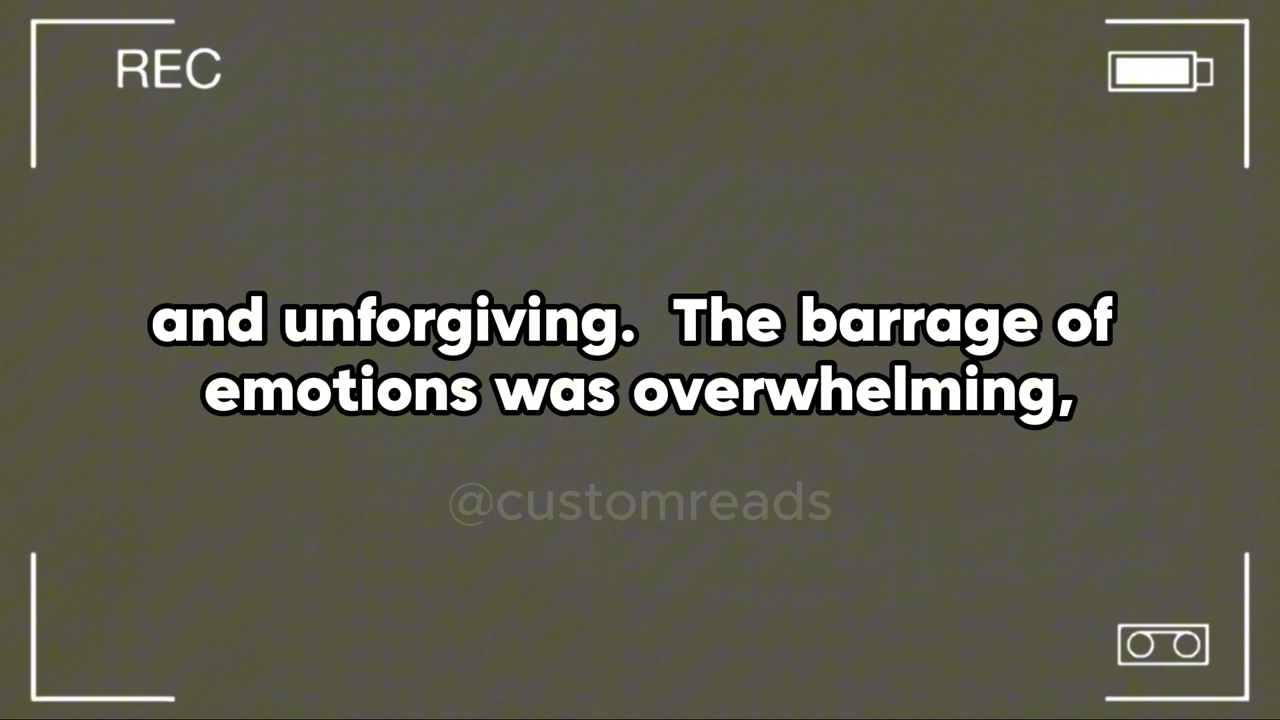 REC
and unforgiving.  The barrage of
emotions was overwhelming,
@customreads